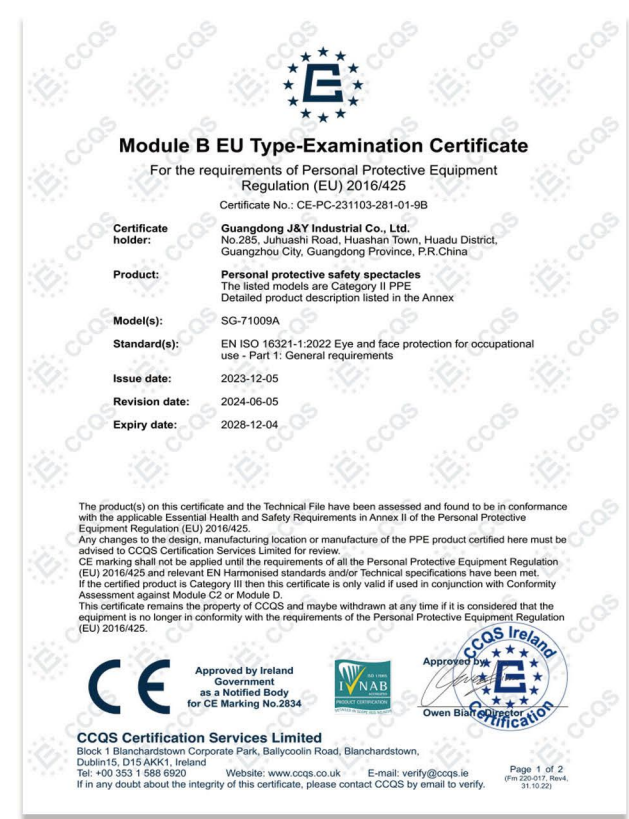 Module B EU Type-Examination Certificate
For the requirements of Personal Protective Equipment
Regulation (EU) 2016/425
Certificate No.: CE-PC-231103-281-01-9B
Certificate holder: Guangdong J&Y Industrial Co., Ltd.
No.285, Juhuashi Road, Huashan Town, Huadu District,
Guangzhou City, Guangdong Province, P.R.China
Product: Personal protective safety spectacles
The listed models are Category II PPE
Detailed product description listed in the Annex
Model(s): SG-71009A
Standard(s): EN ISO 16321-1:2022 Eye and face protection for occupational
use - Part 1: General requirements
Issue date: 2023-12-05
Revision date: 2024-06-05
Expiry date: 2028-12-04
The product(s) on this certificate and the Technical File have been assessed and found to be in conformance
with the applicable Essential Health and Safety Requirements in Annex II of the Personal Protective
Equipment Regulation (EU) 2016/425.
Any changes to the design, manufacturing location or manufacture of the PPE product certified here must be
advised to CCQS Certification Services Limited for review.
CE marking shall not be applied until the requirements of all the Personal Protective Equipment Regulation
(EU) 2016/425 and relevant EN Harmonised standards and/or Technical specifications have been met.
If the certified product is Category III then this certificate is only valid if used in conjunction with Conformity
Assessment against Module C2 or Module D.
This certificate remains the property of CCQS and maybe withdrawn at any time if it is considered that the
equipment is no longer in conformity with the requirements of the Personal Protective Equipment Regulation
(EU) 2016/425.
CE
Approved by Ireland
Government
as a Notified Body
for CE Marking No.2834
INAB
PRODUCT CERTIFICATION
CCQS Ireland
Certification
Approved by
Owen
Director
CCQS Certification Services Limited
Block 1 Blanchardstown Corporate Park, Ballycoolin Road, Blanchardstown,
Dublin15, D15 AKK1, Ireland
Tel: +00 353 1 588 6920 Website: www.ccqs.co.uk E-mail: verify@ccqs.ie
If in any doubt about the integrity of this certificate, please contact CCQS by email to verify.
Page 1 of 2
(Fm 220-017, Rev4,
31.10.22)